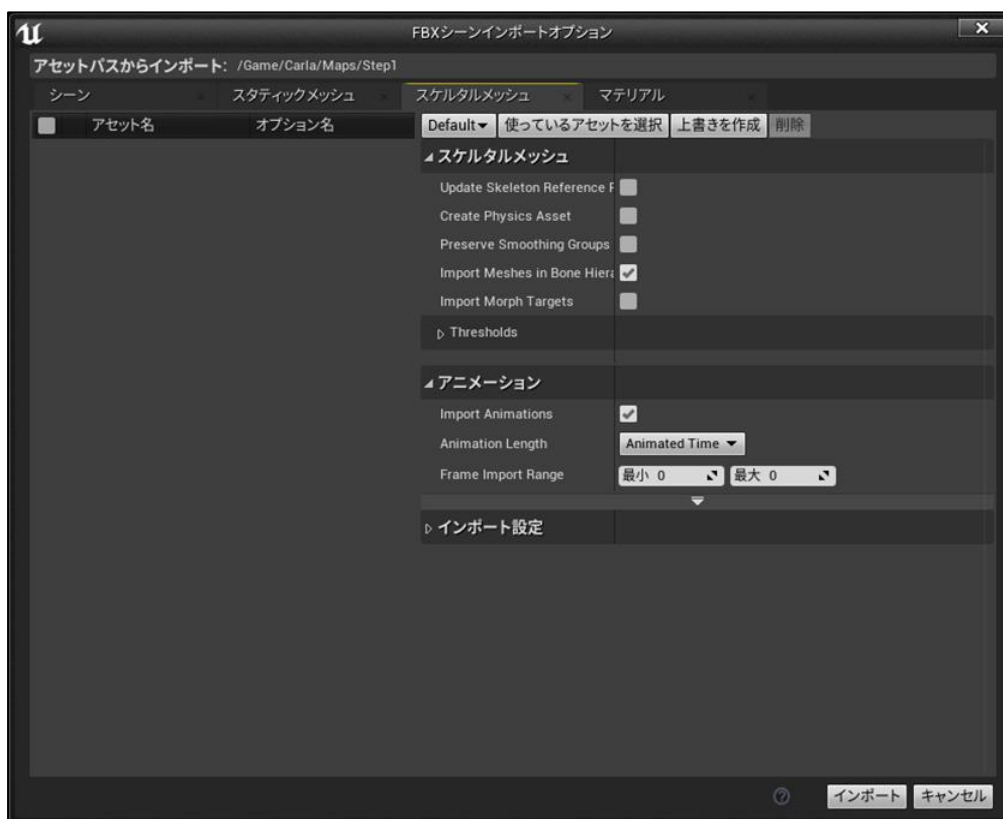 FBXシーンインポートオプション
アセットパスからインポート: /Game/Carla/Maps/Step1
シーン スタティックメッシュ スケルタルメッシュ マテリアル
アセット名 オプション名 Default 使っているアセットを選択 上書きを作成 削除
スケルタルメッシュ
Update Skeleton Reference
Create Physics Asset
Preserve Smoothing Groups
Import Meshes in Bone Hiera
Import Morph Targets
Thresholds
アニメーション
Import Animations
Animation Length Animated Time
Frame Import Range 最小 0 最大 0
インポート設定
インポート キャンセル